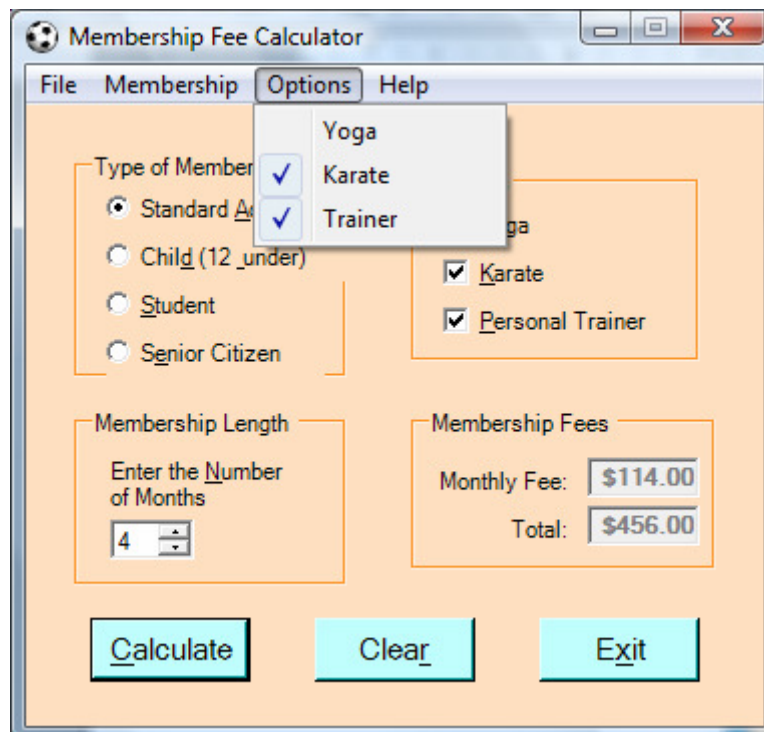 Membership Fee Calculator
File Membership Options Help
Yoga
Karate
Trainer
Type of Member
Standard
Child (12 _under)
Student
Senior Citizen
Karate
Personal Trainer
Membership Length
Enter the Number
of Months
4
Membership Fees
Monthly Fee: $114.00
Total: $456.00
Calculate Clear Exit